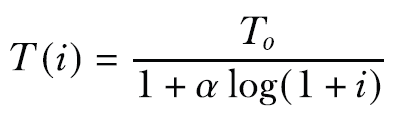 T(i) = T_o / (1 + α log(1 + i))